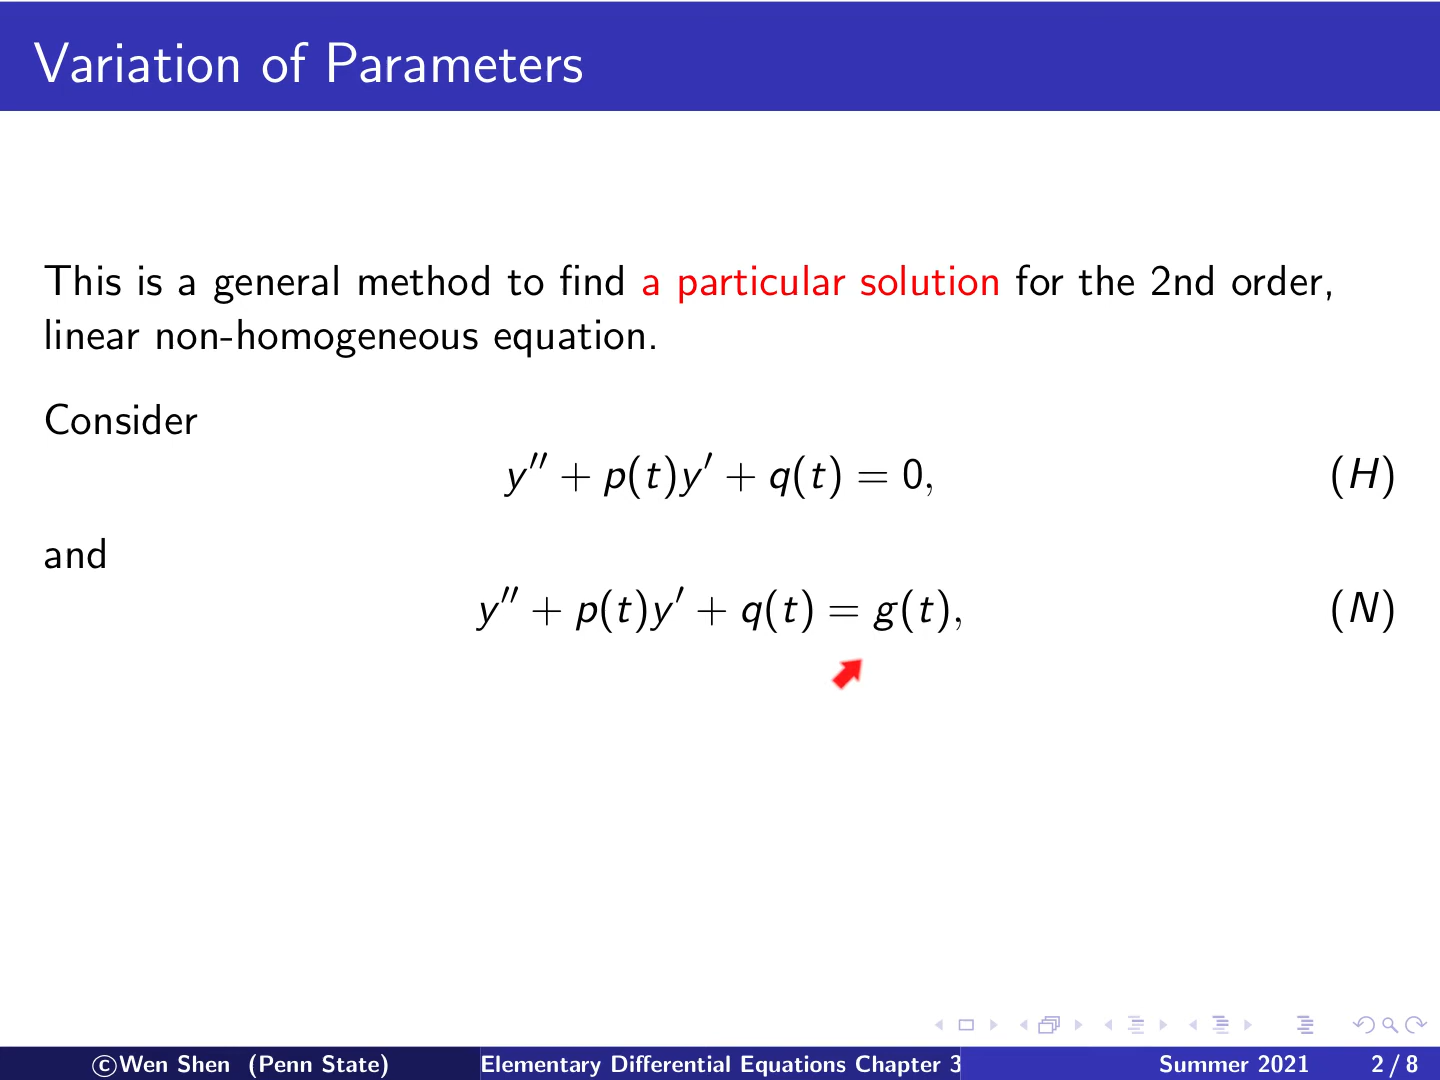 Variation of Parameters
This is a general method to find a particular solution for the 2nd order,
linear non-homogeneous equation.
Consider
y″ + p(t)y′ + q(t) = 0, (H)
and
y″ + p(t)y′ + q(t) = g(t), (N)
©Wen Shen (Penn State) Elementary Differential Equations Chapter 3 Summer 2021 2 / 8